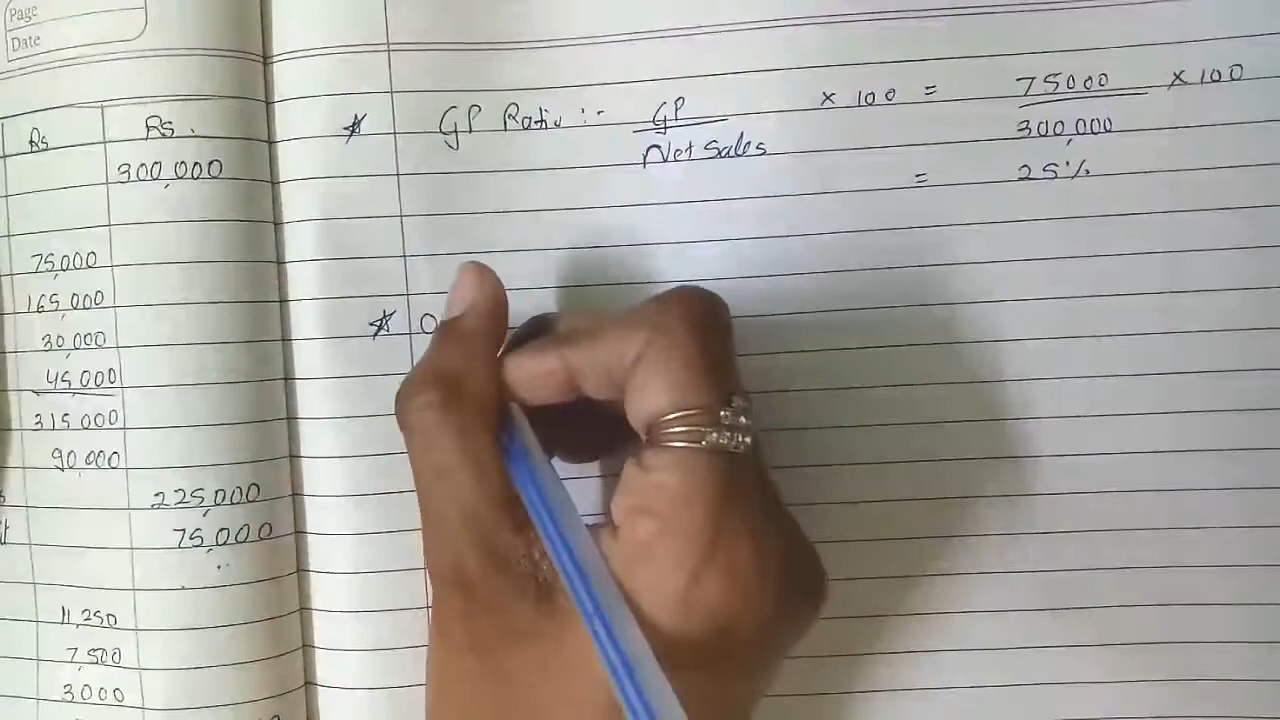 Page
Date
Rs Rs.
300,000
75,000
165,000
30,000
45,000
315,000
90,000
225,000
75,000
11,250
7,500
3000
☆ GP Ratio :- GP / Net Sales × 100 = 75000 / 300,000 × 100
= 25%
☆ O